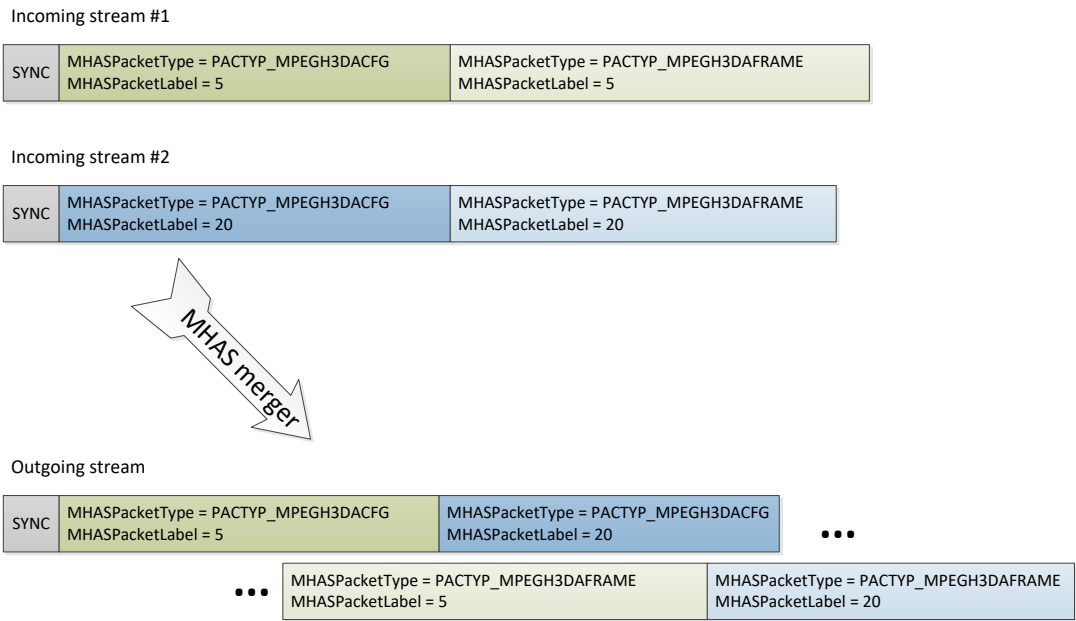 Incoming stream #1
SYNC
MHASPacketType = PACTYP_MPEGH3DACFG
MHASPacketLabel = 5
MHASPacketType = PACTYP_MPEGH3DAFRAME
MHASPacketLabel = 5
Incoming stream #2
SYNC
MHASPacketType = PACTYP_MPEGH3DACFG
MHASPacketLabel = 20
MHASPacketType = PACTYP_MPEGH3DAFRAME
MHASPacketLabel = 20
MHAS merger
Outgoing stream
SYNC
MHASPacketType = PACTYP_MPEGH3DACFG
MHASPacketLabel = 5
MHASPacketType = PACTYP_MPEGH3DACFG
MHASPacketLabel = 20
...
...
MHASPacketType = PACTYP_MPEGH3DAFRAME
MHASPacketLabel = 5
MHASPacketType = PACTYP_MPEGH3DAFRAME
MHASPacketLabel = 20